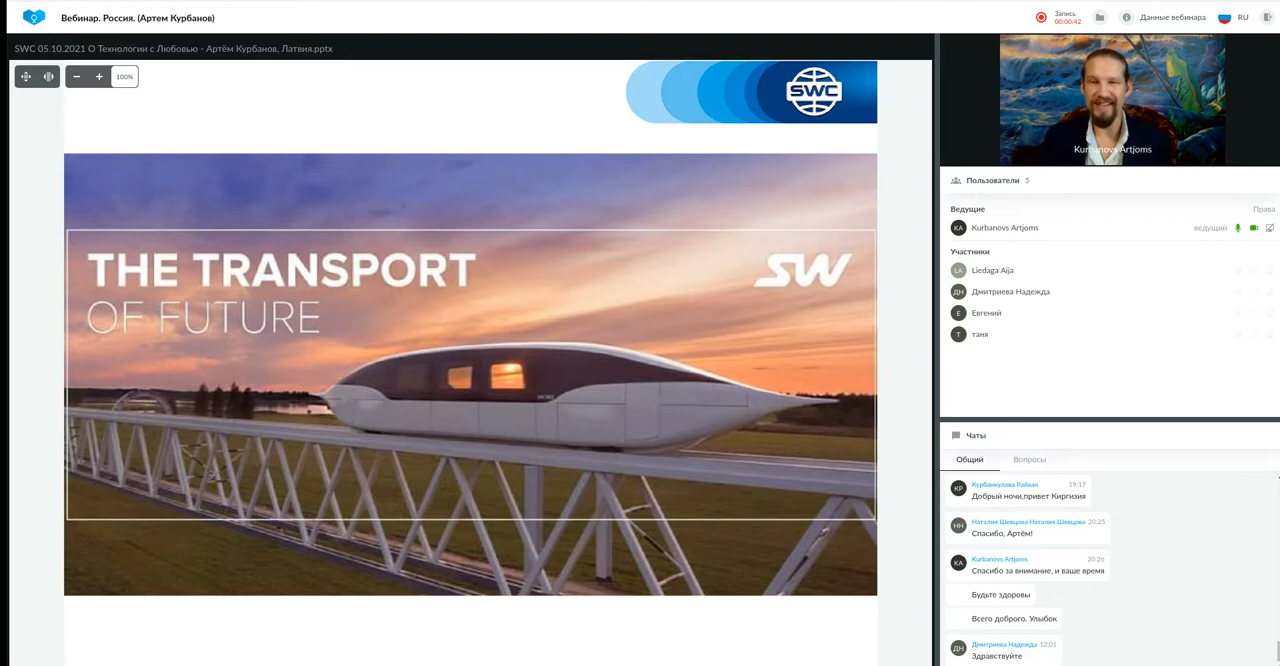 Вебинар. Россия. (Артем Курбанов)
Запись
00:00:42
Данные вебинара
RU
SWC 05.10.2021 О Технологии с Любовью - Артём Курбанов, Латвия.pptx
100%
SWC
THE TRANSPORT
OF FUTURE
SW
Kurbanovs Artjoms
Пользователи 5
Ведущие Права
KA Kurbanovs Artjoms ведущий
Участники
LA Liedaga Aija
ДН Дмитриева Надежда
Е Евгений
Т таня
Чаты
Общий Вопросы
КР Курбанкулова Райхан 19:17
Добрый ночи,привет Киргизия
НН Наталия Шевцова Наталия Шевцова 20:25
Спасибо, Артём!
KA Kurbanovs Artjoms 20:26
Спасибо за внимание, и ваше время
Будьте здоровы
Всего доброго. Улыбок
ДН Дмитриева Надежда 12:01
Здравствуйте